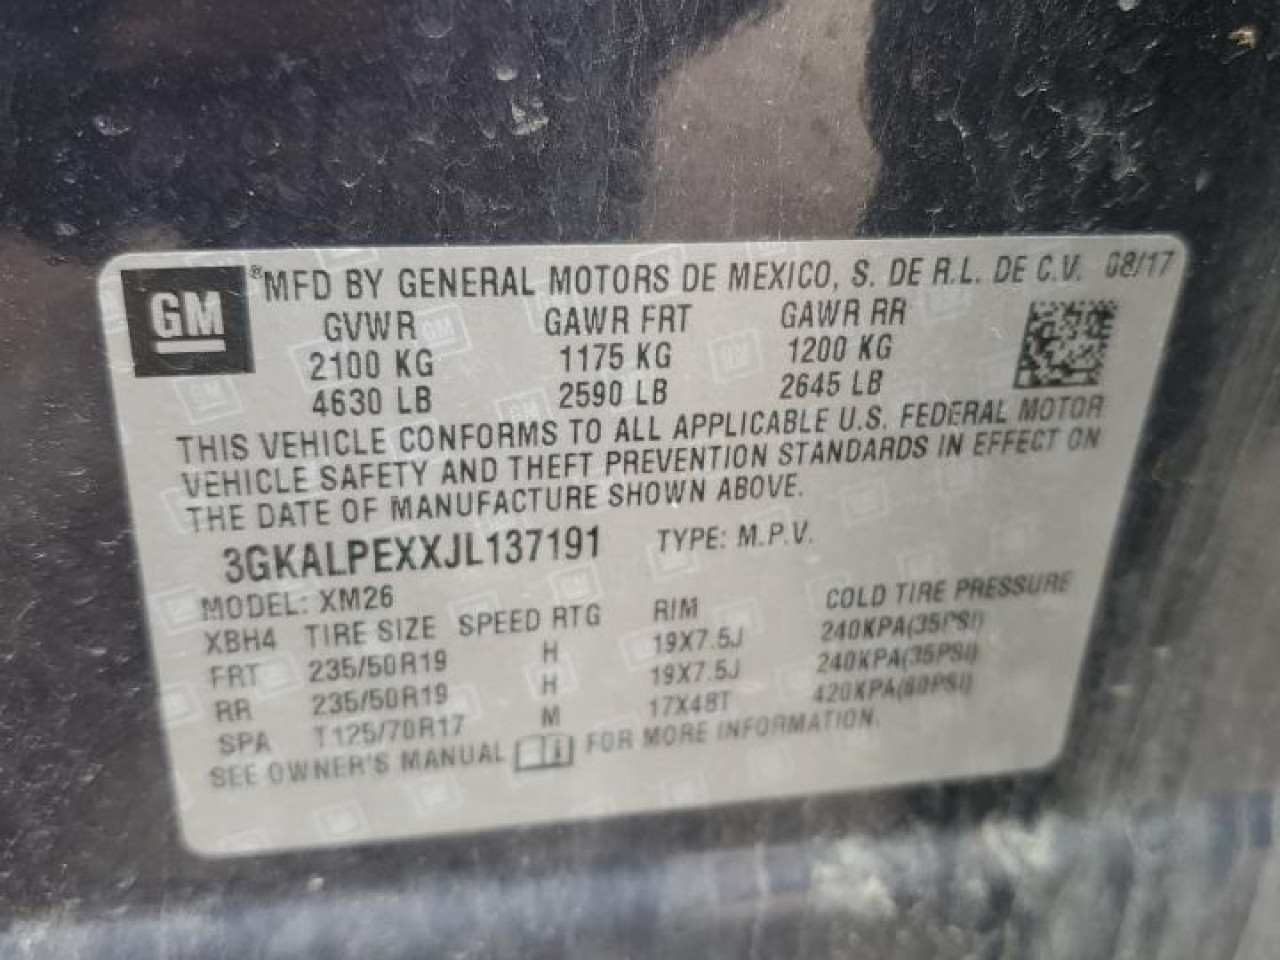 GM ® MFD BY GENERAL MOTORS DE MEXICO, S. DE R.L. DE C.V. 08/17
GVWR GAWR FRT GAWR RR
2100 KG 1175 KG 1200 KG
4630 LB 2590 LB 2645 LB
THIS VEHICLE CONFORMS TO ALL APPLICABLE U.S. FEDERAL MOTOR
VEHICLE SAFETY AND THEFT PREVENTION STANDARDS IN EFFECT ON
THE DATE OF MANUFACTURE SHOWN ABOVE.
3GKALPEXXJL137191 TYPE: M.P.V.
MODEL: XM26
XBH4 TIRE SIZE SPEED RTG RIM COLD TIRE PRESSURE
FRT 235/50R19 H 19X7.5J 240KPA(35PSI)
RR 235/50R19 H 19X7.5J 240KPA(35PSI)
SPA T125/70R17 M 17X4BT 420KPA(60PSI)
SEE OWNER'S MANUAL FOR MORE INFORMATION.